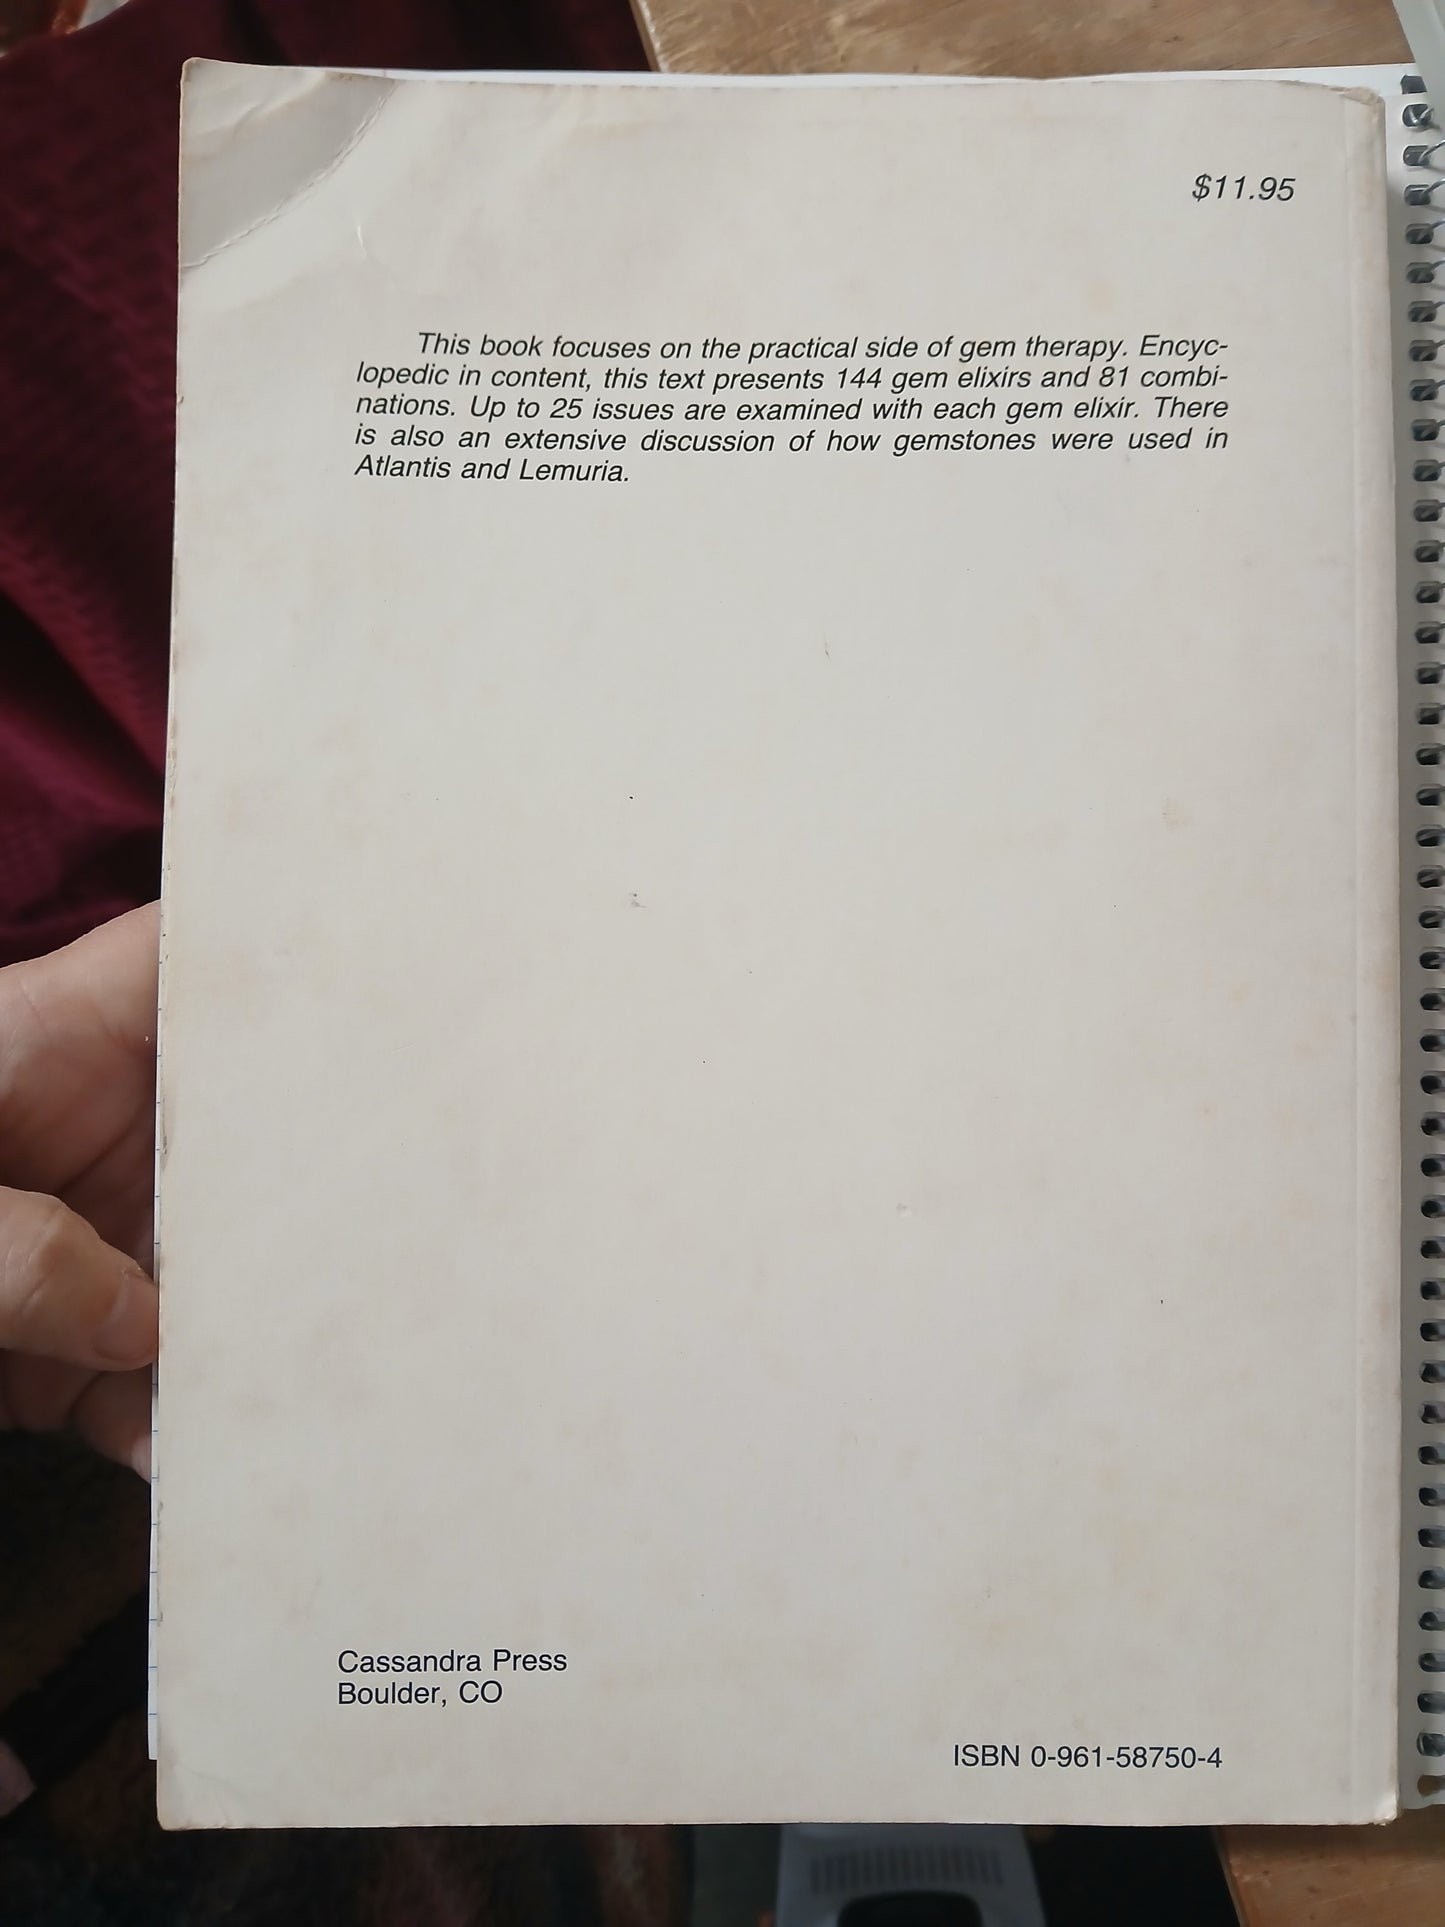 $11.95
This book focuses on the practical side of gem therapy. Encyc-
lopedic in content, this text presents 144 gem elixirs and 81 combi-
nations. Up to 25 issues are examined with each gem elixir. There
is also an extensive discussion of how gemstones were used in
Atlantis and Lemuria.
Cassandra Press
Boulder, CO
ISBN 0-961-58750-4